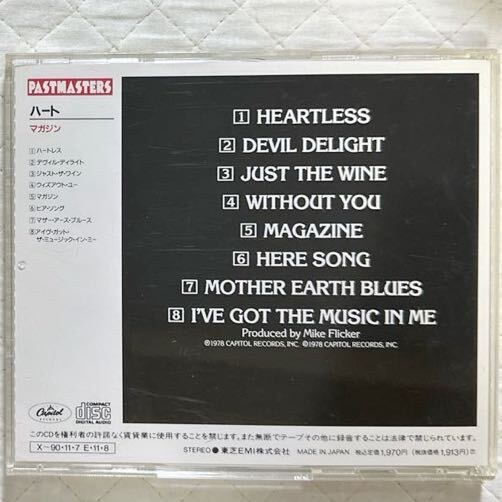 PASTMASTERS
ハート
マガジン
1 ハートレス
2 デヴィル・ディライト
3 ジャスト・ザ・ワイン
4 ウィズアウト・ユー
5 マガジン
6 ヒア・ソング
7 マザー・アース・ブルース
8 アイヴ・ガット・
ザ・ミュージック・イン・ミー
1 HEARTLESS
2 DEVIL DELIGHT
3 JUST THE WINE
4 WITHOUT YOU
5 MAGAZINE
6 HERE SONG
7 MOTHER EARTH BLUES
8 I'VE GOT THE MUSIC IN ME
Produced by Mike Flicker
℗1978 CAPITOL RECORDS, INC. ©1978 CAPITOL RECORDS, INC.
Capitol
RECORDS
COMPACT
disc
DIGITAL AUDIO
このCDを権利者の許諾なく賃貸業に使用することを禁じます。また無断でテープその他に録音することは法律で禁じられています。
X-90・11・7 E・11・8
STEREO ● 東芝EMI株式会社 MADE IN JAPAN 税込定価1,970円 (税抜価格1,913円)